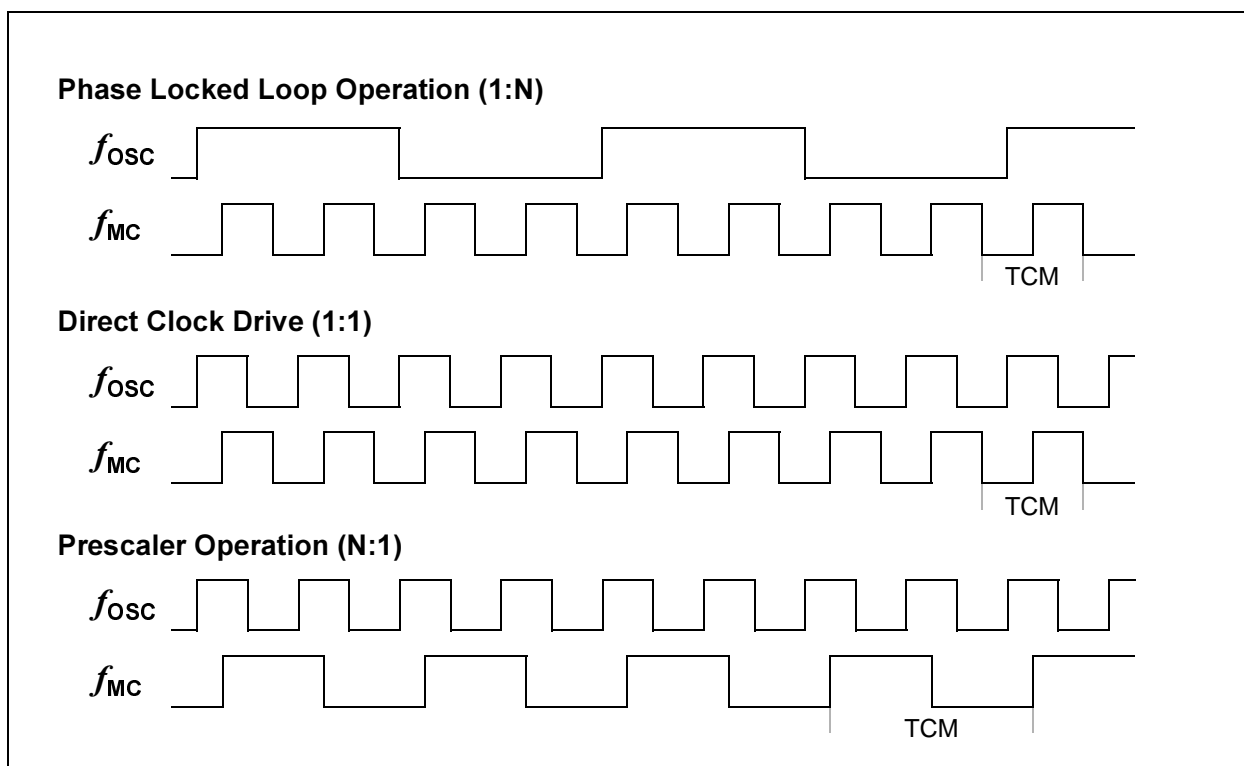 Phase Locked Loop Operation (1:N)
fOSC
fMC
TCM
Direct Clock Drive (1:1)
fOSC
fMC
TCM
Prescaler Operation (N:1)
fOSC
fMC
TCM